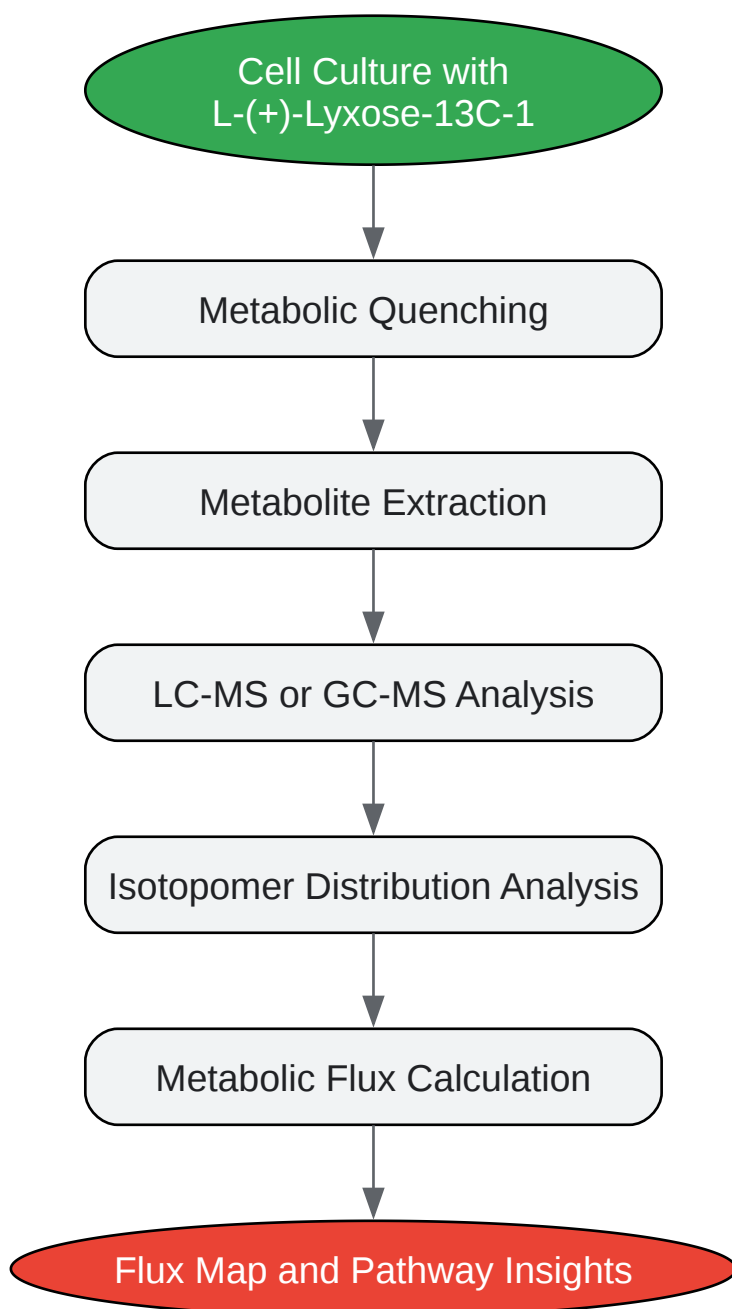 Cell Culture with
L-(+)-Lyxose-13C-1
Metabolic Quenching
Metabolite Extraction
LC-MS or GC-MS Analysis
Isotopomer Distribution Analysis
Metabolic Flux Calculation
Flux Map and Pathway Insights